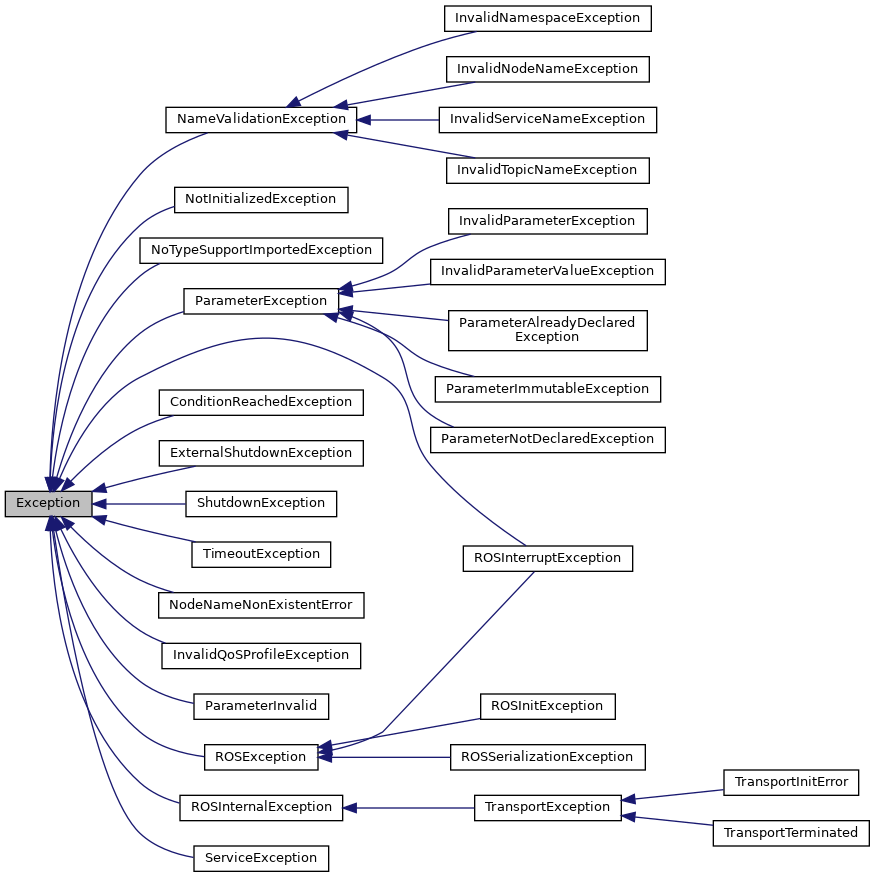 InvalidNamespaceException
InvalidNodeNameException
NameValidationException
InvalidServiceNameException
InvalidTopicNameException
NotInitializedException
InvalidParameterException
NoTypeSupportImportedException
InvalidParameterValueException
ParameterException
ParameterAlreadyDeclared
Exception
ParameterImmutableException
ConditionReachedException
ParameterNotDeclaredException
ExternalShutdownException
Exception
ShutdownException
TimeoutException
ROSInterruptException
NodeNameNonExistentError
InvalidQoSProfileException
ParameterInvalid
ROSInitException
ROSException
ROSSerializationException
TransportInitError
ROSInternalException
TransportException
TransportTerminated
ServiceException